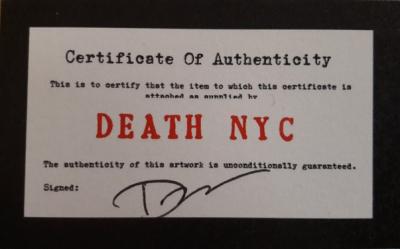 Certificate Of Authenticity
This is to certify that the item to which this certificate is
attached as supplied by
DEATH NYC
The authenticity of this artwork is unconditionally guaranteed.
Signed: